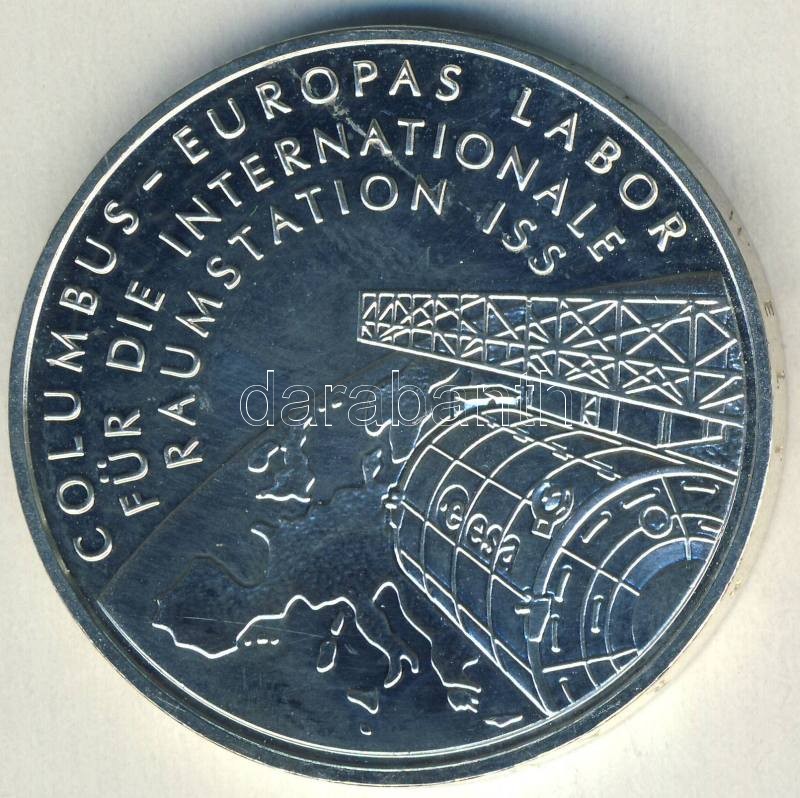 COLUMBUS – EUROPAS LABOR
FÜR DIE INTERNATIONALE
RAUMSTATION ISS
darabanth
esa